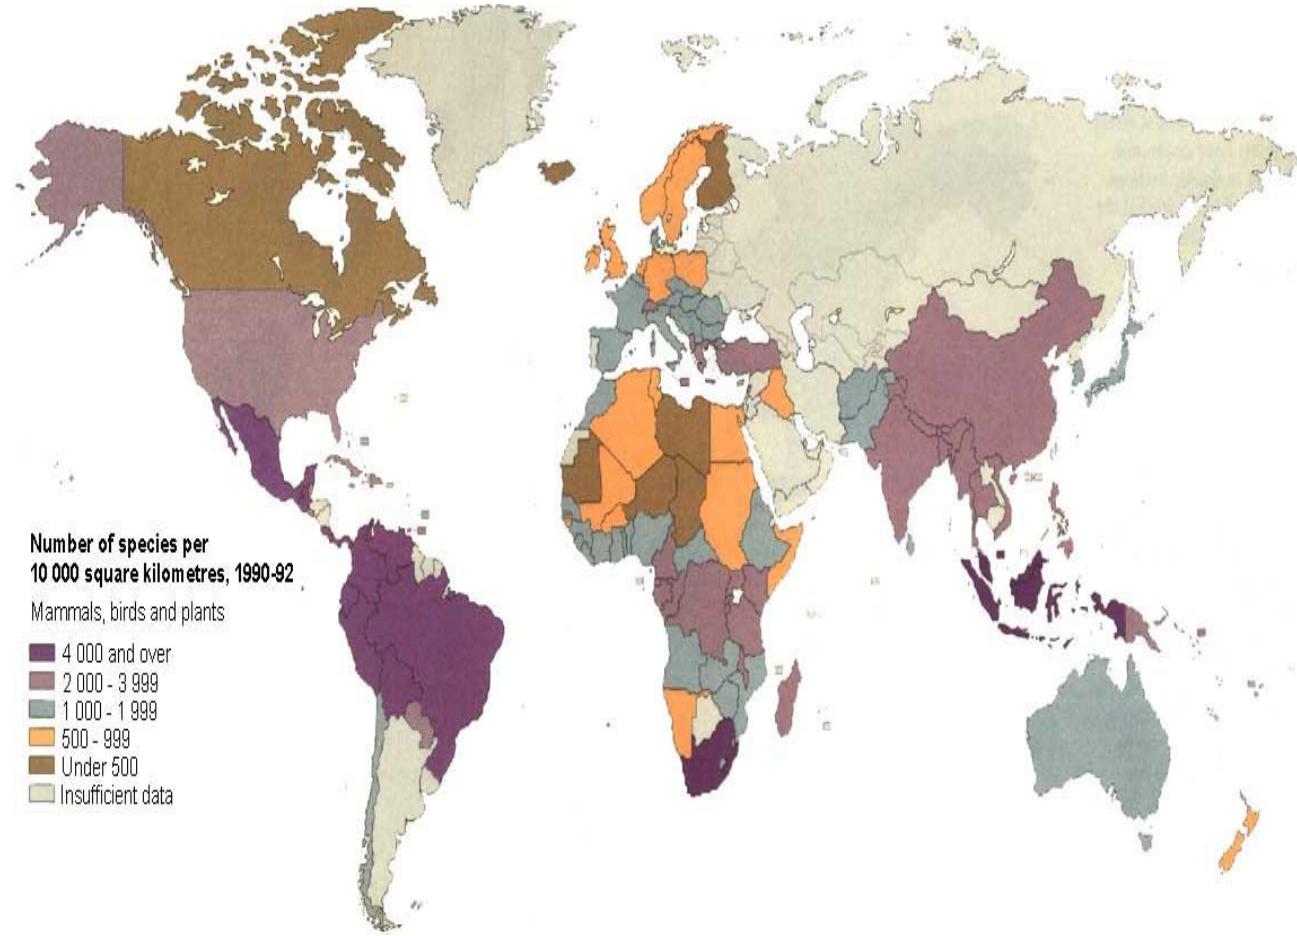 Number of species per
10 000 square kilometres, 1990-92
Mammals, birds and plants
4 000 and over
2 000 - 3 999
1 000 - 1 999
500 - 999
Under 500
Insufficient data